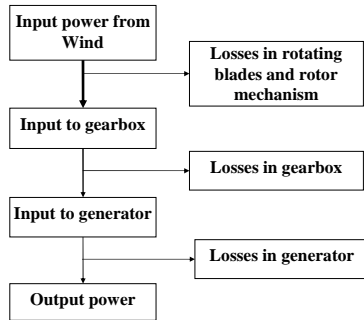 Input power from
Wind
Losses in rotating
blades and rotor
mechanism
Input to gearbox
Losses in gearbox
Input to generator
Losses in generator
Output power